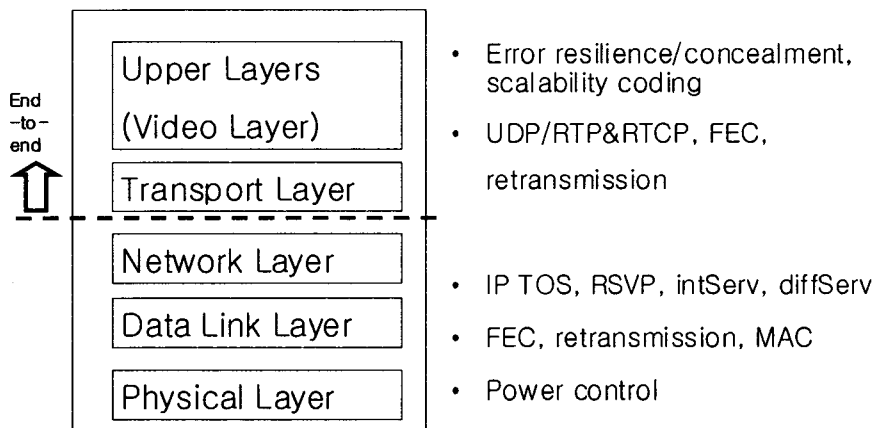 Upper Layers
(Video Layer)
End
-to-
end
Transport Layer
Network Layer
Data Link Layer
Physical Layer
• Error resilience/concealment,
scalability coding
• UDP/RTP&RTCP, FEC,
retransmission
• IP TOS, RSVP, intServ, diffServ
• FEC, retransmission, MAC
• Power control